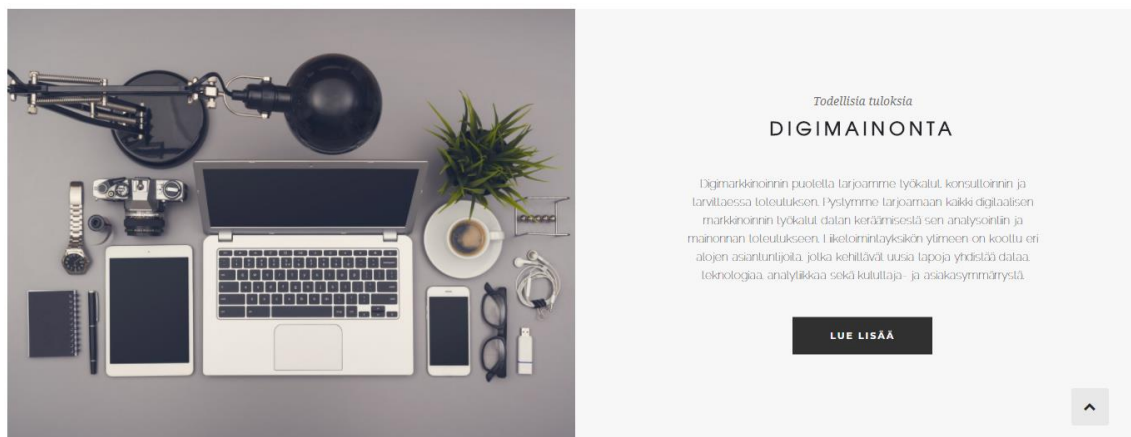 Todellisia tuloksia
DIGIMAINONTA
Digimarkkinoinnin puolella tarjoamme työkalut, konsultoinnin ja
tarvittaessa toteutuksen. Pystymme tarjoamaan kaikki digitaalisen
markkinoinnin työkalut datan keräämisestä sen analysointiin ja
mainonnan toteutukseen. Liiketoimintayksikön ytimeen on koottu eri
alojen asiantuntijoita, jotka kehittävät uusia tapoja yhdistää dataa,
teknologiaa, analytiikkaa sekä kuluttaja- ja asiakasymmärrystä.
LUE LISÄÄ